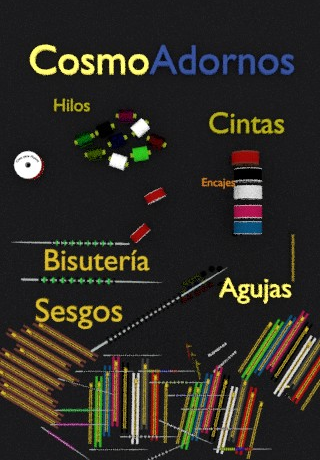 CosmoAdornos
Hilos
Cintas
Encajes
Bisutería
Agujas
Sesgos